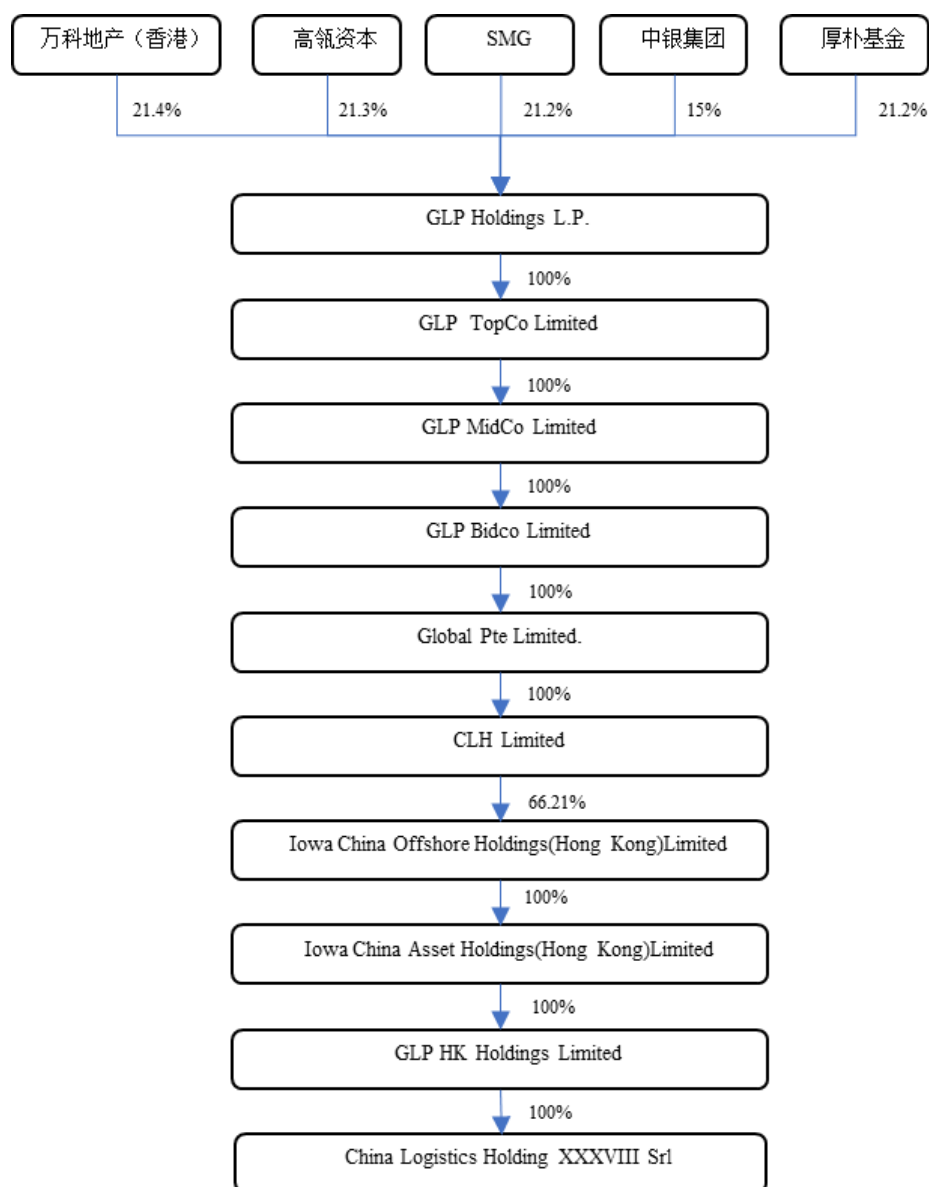 万科地产（香港）
高瓴资本
SMG
中银集团
厚朴基金
21.4%
21.3%
21.2%
15%
21.2%
GLP Holdings L.P.
100%
GLP TopCo Limited
100%
GLP MidCo Limited
100%
GLP Bidco Limited
100%
Global Pte Limited.
100%
CLH Limited
66.21%
Iowa China Offshore Holdings(Hong Kong)Limited
100%
Iowa China Asset Holdings(Hong Kong)Limited
100%
GLP HK Holdings Limited
100%
China Logistics Holding XXXVIII Srl